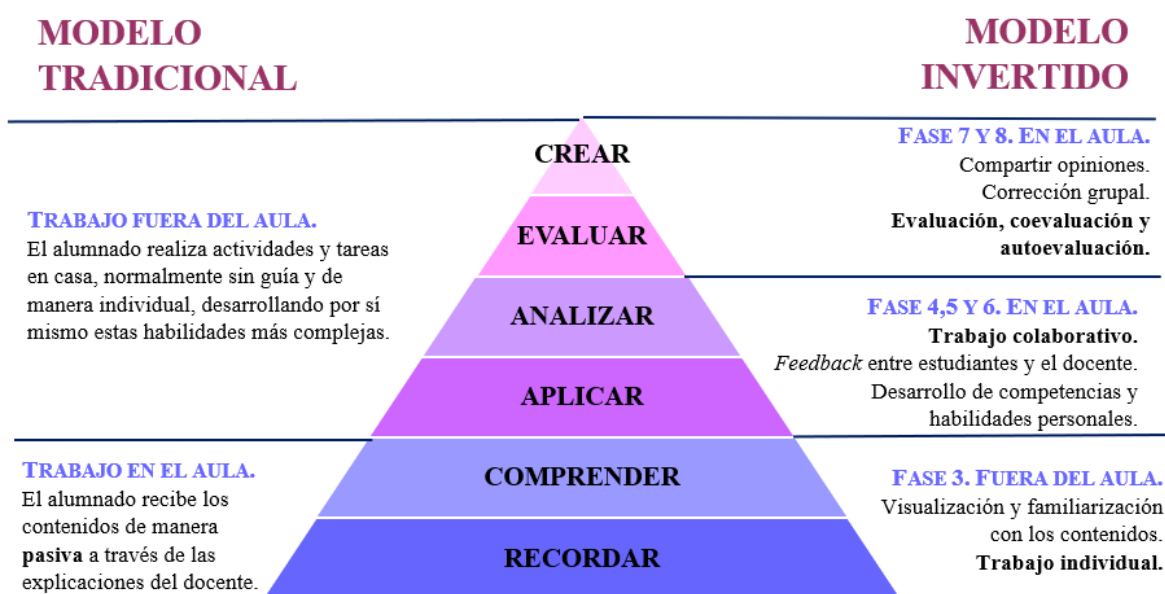 MODELO
TRADICIONAL
MODELO
INVERTIDO
TRABAJO FUERA DEL AULA.
El alumnado realiza actividades y tareas
en casa, normalmente sin guía y de
manera individual, desarrollando por sí
mismo estas habilidades más complejas.
TRABAJO EN EL AULA.
El alumnado recibe los
contenidos de manera
pasiva a través de las
explicaciones del docente.
CREAR
EVALUAR
ANALIZAR
APLICAR
COMPRENDER
RECORDAR
FASE 7 Y 8. EN EL AULA.
Compartir opiniones.
Corrección grupal.
Evaluación, coevaluación y
autoevaluación.
FASE 4,5 Y 6. EN EL AULA.
Trabajo colaborativo.
Feedback entre estudiantes y el docente.
Desarrollo de competencias y
habilidades personales.
FASE 3. FUERA DEL AULA.
Visualización y familiarización
con los contenidos.
Trabajo individual.